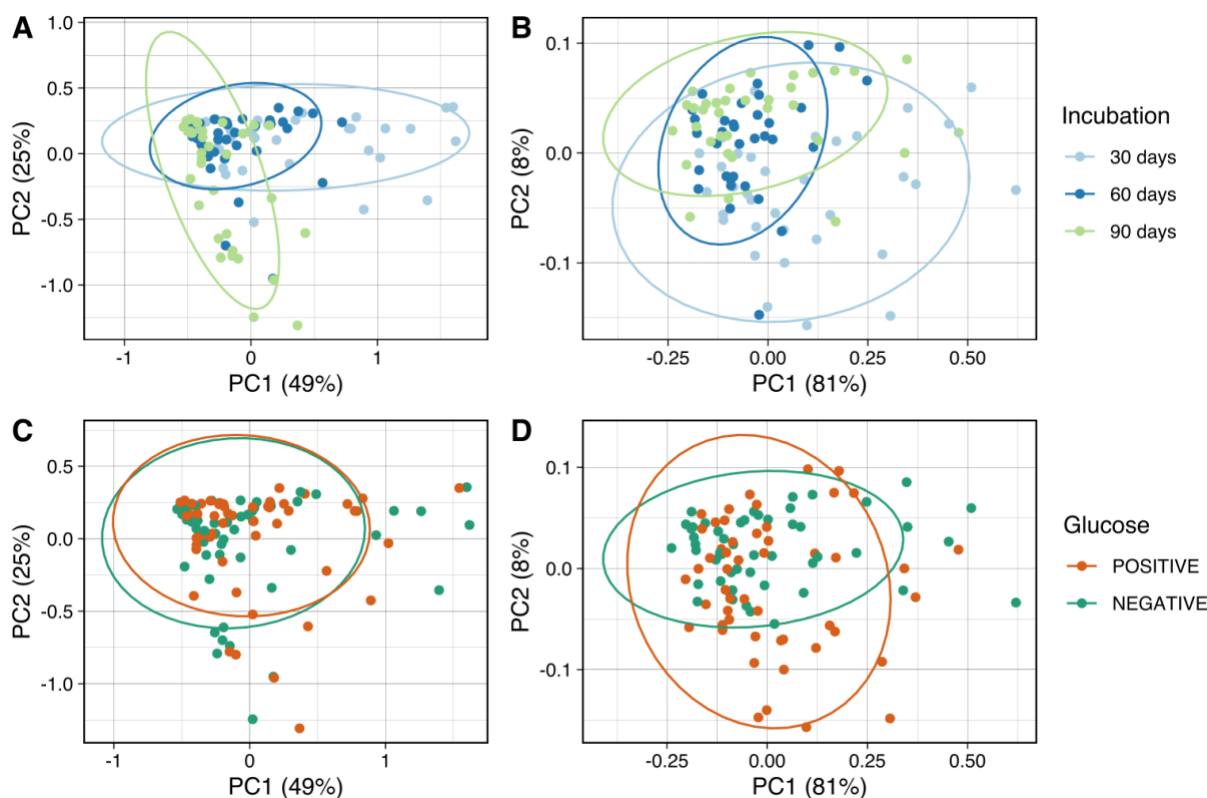 A
1.0
0.5
0.0
-0.5
-1.0
PC2 (25%)
-1
0
1
PC1 (49%)
B
0.1
0.0
-0.1
PC2 (8%)
-0.25
0.00
0.25
0.50
PC1 (81%)
Incubation
30 days
60 days
90 days
C
0.5
0.0
-0.5
-1.0
PC2 (25%)
-1
0
1
PC1 (49%)
D
0.1
0.0
-0.1
PC2 (8%)
-0.25
0.00
0.25
0.50
PC1 (81%)
Glucose
POSITIVE
NEGATIVE